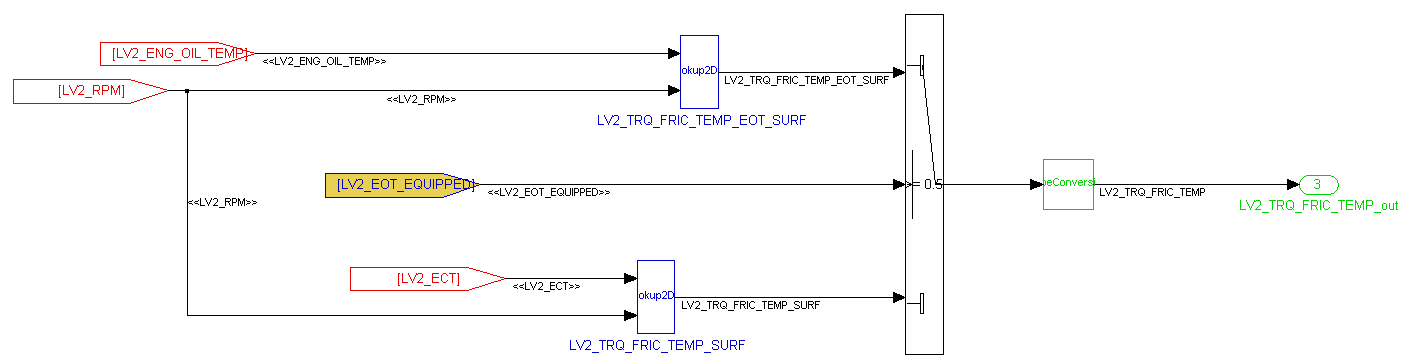 [LV2_ENG_OIL_TEMP]
<<LV2_ENG_OIL_TEMP>>
okup2D
LV2_TRQ_FRIC_TEMP_EOT_SURF
[LV2_RPM]
<<LV2_RPM>>
LV2_TRQ_FRIC_TEMP_EOT_SURF
[LV2_EOT_EQUIPPED]
<<LV2_EOT_EQUIPPED>>
>= 0.5
eConversi
LV2_TRQ_FRIC_TEMP
3
<<LV2_RPM>>
LV2_TRQ_FRIC_TEMP_out
[LV2_ECT]
<<LV2_ECT>>
okup2D
LV2_TRQ_FRIC_TEMP_SURF
LV2_TRQ_FRIC_TEMP_SURF